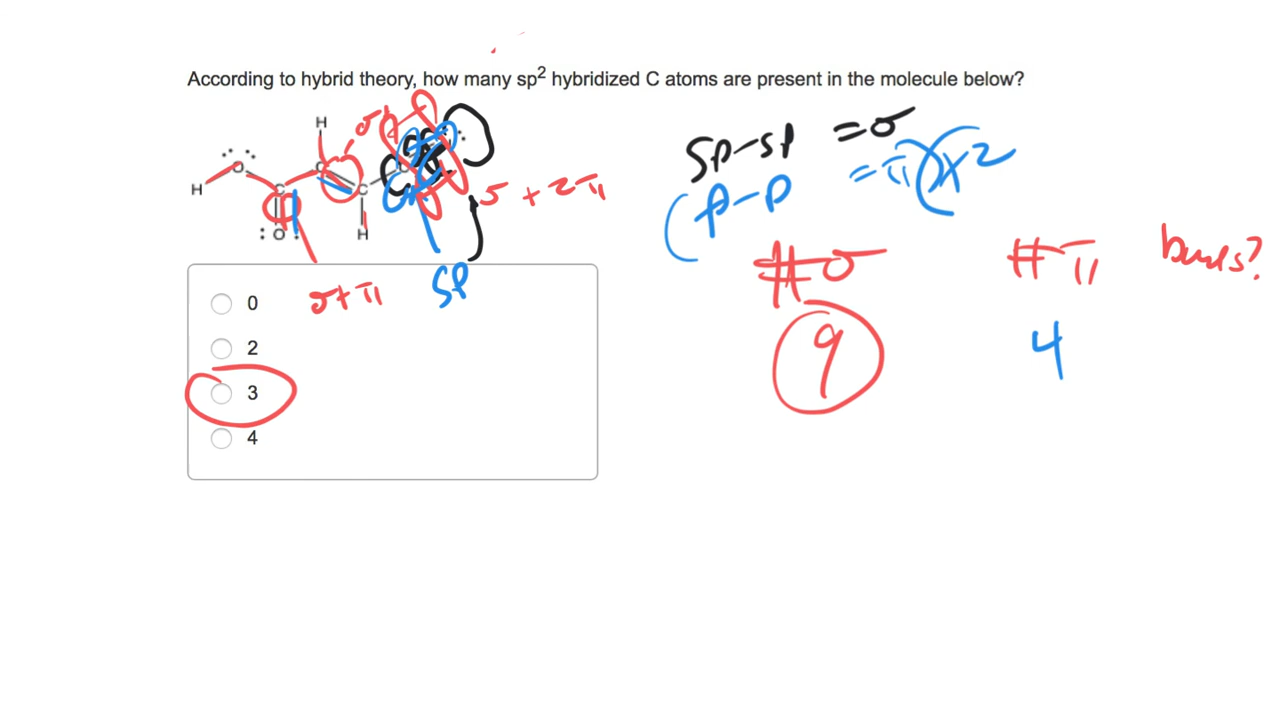 According to hybrid theory, how many sp² hybridized C atoms are present in the molecule below?
H
σ
sp-sp = σ
H
O
C
C
C
:O:
H
5 + 2π
(p-p = π)x2
0
σ+π
sp
#σ
#π
bonds?
2
9
4
3
4